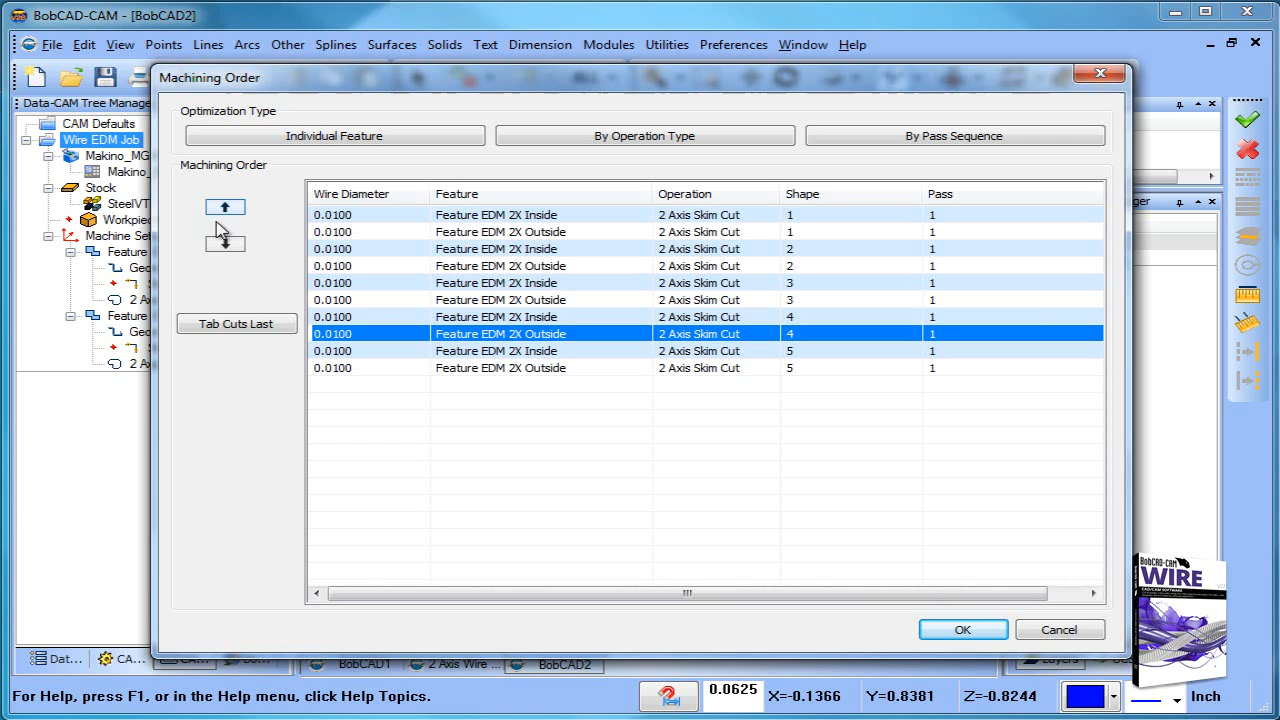 BobCAD-CAM - [BobCAD2]
File Edit View Points Lines Arcs Other Splines Surfaces Solids Text Dimension Modules Utilities Preferences Window Help
Data-CAM Tree Manage
CAM Defaults
Wire EDM Job
Makino_MG
Makino_
Stock
SteelVT
Workpie
Machine Set
Feature
Geo
2 A
Feature
Geo
2 A
Machining Order
Optimization Type
Individual Feature By Operation Type By Pass Sequence
Machining Order
Tab Cuts Last
Wire Diameter Feature Operation Shape Pass
0.0100 Feature EDM 2X Inside 2 Axis Skim Cut 1 1
0.0100 Feature EDM 2X Outside 2 Axis Skim Cut 1 1
0.0100 Feature EDM 2X Inside 2 Axis Skim Cut 2 1
0.0100 Feature EDM 2X Outside 2 Axis Skim Cut 2 1
0.0100 Feature EDM 2X Inside 2 Axis Skim Cut 3 1
0.0100 Feature EDM 2X Outside 2 Axis Skim Cut 3 1
0.0100 Feature EDM 2X Inside 2 Axis Skim Cut 4 1
0.0100 Feature EDM 2X Outside 2 Axis Skim Cut 4 1
0.0100 Feature EDM 2X Inside 2 Axis Skim Cut 5 1
0.0100 Feature EDM 2X Outside 2 Axis Skim Cut 5 1
OK Cancel
ger
BobCAD-CAM
WIRE
CAD/CAM SOFTWARE
Dat... CA... BobCAD1 2 Axis Wire ... BobCAD2 Layers
For Help, press F1, or in the Help menu, click Help Topics. 0.0625 X=-0.1366 Y=0.8381 Z=-0.8244 Inch